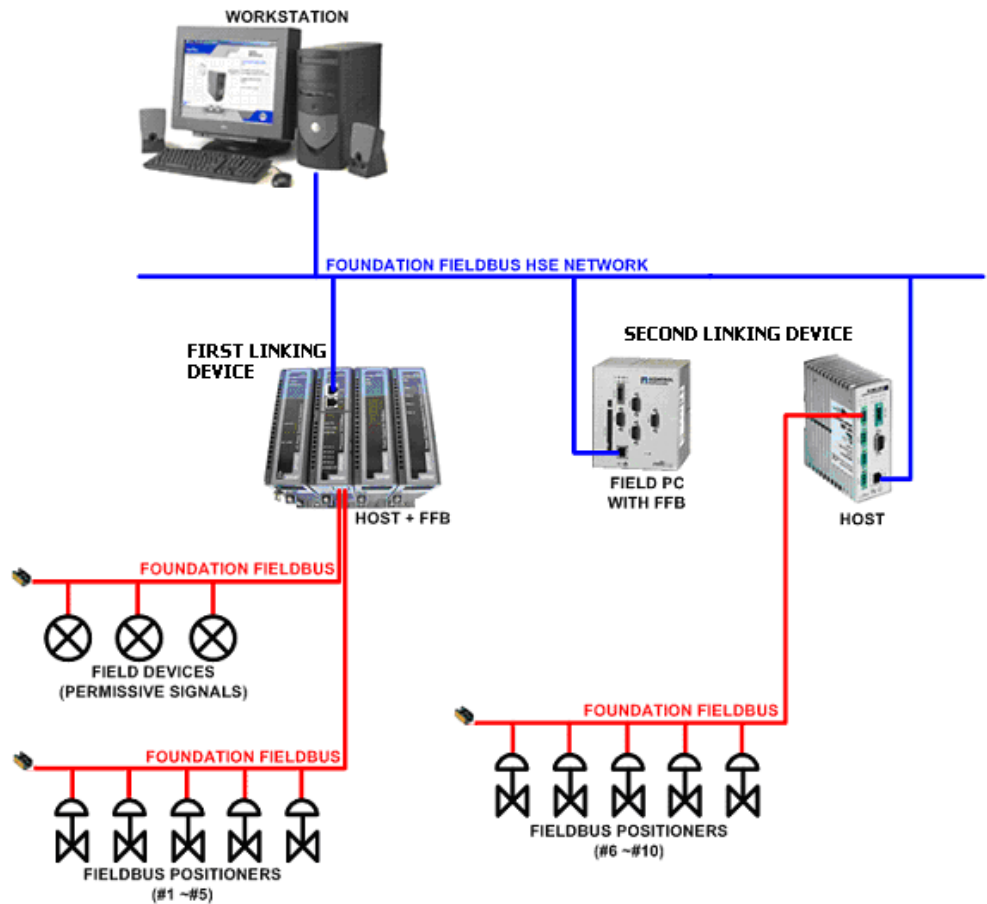 WORKSTATION
FOUNDATION FIELDBUS HSE NETWORK
FIRST LINKING
DEVICE
SECOND LINKING DEVICE
HOST + FFB
FIELD PC
WITH FFB
HOST
FOUNDATION FIELDBUS
FIELD DEVICES
(PERMISSIVE SIGNALS)
FOUNDATION FIELDBUS
FIELDBUS POSITIONERS
(#1 ~#5)
FOUNDATION FIELDBUS
FIELDBUS POSITIONERS
(#6 ~#10)